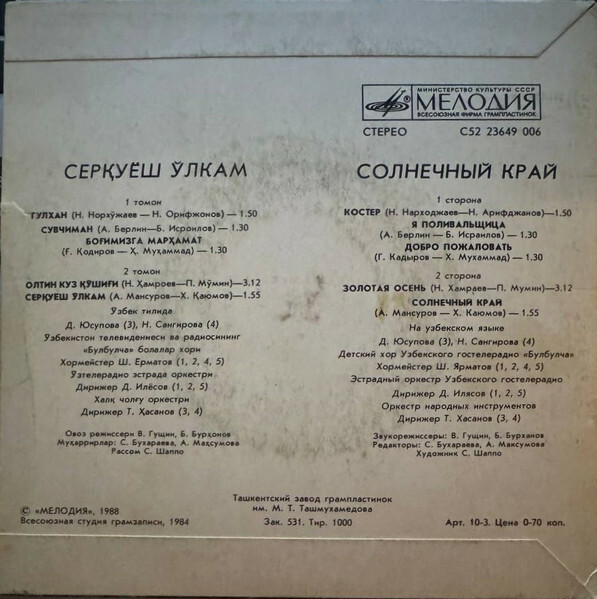 МИНИСТЕРСТВО КУЛЬТУРЫ СССР
МЕЛОДИЯ
ВСЕСОЮЗНАЯ ФИРМА ГРАМПЛАСТИНОК
СТЕРЕО С52 23649 006
СЕРҚУЁШ ЎЛКАМ
1 томон
ГУЛХАН (Н. Норхўжаев — Н. Орифжонов) — 1.50
СУВЧИМАН (А. Берлин — Б. Исроилов) — 1.30
БОҒИМИЗГА МАРҲАМАТ
(Ғ. Қодиров — Ҳ. Муҳаммад) — 1.30
2 томон
ОЛТИН КУЗ ҚЎШИҒИ (Н. Ҳамроев — П. Мўмин) — 3.12
СЕРҚУЁШ ЎЛКАМ (А. Мансуров — Х. Каюмов) — 1.55
Ўзбек тилида
Д. Юсупова (3), Н. Сангирова (4)
Ўзбекистон телевидениеси ва радиосининг
«Булбулча» болалар хори
Хормейстер Ш. Ерматов (1, 2, 4, 5)
Ўзтелерадио эстрада оркестри
Дирижер Д. Илёсов (1, 2, 5)
Халқ чолғу оркестри
Дирижер Т. Ҳасанов (3, 4)
Овоз режиссери В. Гущин, Б. Бурҳонов
Муҳаррирлар: С. Бухараева, А. Мақсумова
Рассом С. Шаппо
СОЛНЕЧНЫЙ КРАЙ
1 сторона
КОСТЕР (Н. Нарходжаев — Н. Арифджанов) — 1.50
Я ПОЛИВАЛЬЩИЦА
(А. Берлин — Б. Исраилов) — 1.30
ДОБРО ПОЖАЛОВАТЬ
(Г. Кадыров — Х. Мухаммад) — 1.30
2 сторона
ЗОЛОТАЯ ОСЕНЬ (Н. Хамраев — П. Мумин) — 3.12
СОЛНЕЧНЫЙ КРАЙ
(А. Мансуров — Х. Каюмов) — 1.55
На узбекском языке
Д. Юсупова (3), Н. Сангирова (4)
Детский хор Узбекского гостелерадио «Булбулча»
Хормейстер Ш. Ярматов (1, 2, 4, 5)
Эстрадный оркестр Узбекского гостелерадио
Дирижер Д. Илясов (1, 2, 5)
Оркестр народных инструментов
Дирижер Т. Хасанов (3, 4)
Звукорежиссеры: В. Гущин, Б. Бурханов
Редакторы: С. Бухараева, А. Максумова
Художник С. Шаппо
© «МЕЛОДИЯ», 1988
Всесоюзная студия грамзаписи, 1984
Ташкентский завод грампластинок
им. М. Т. Ташмухамедова
Зак. 531. Тир. 1000
Арт. 10-3. Цена 0-70 коп.